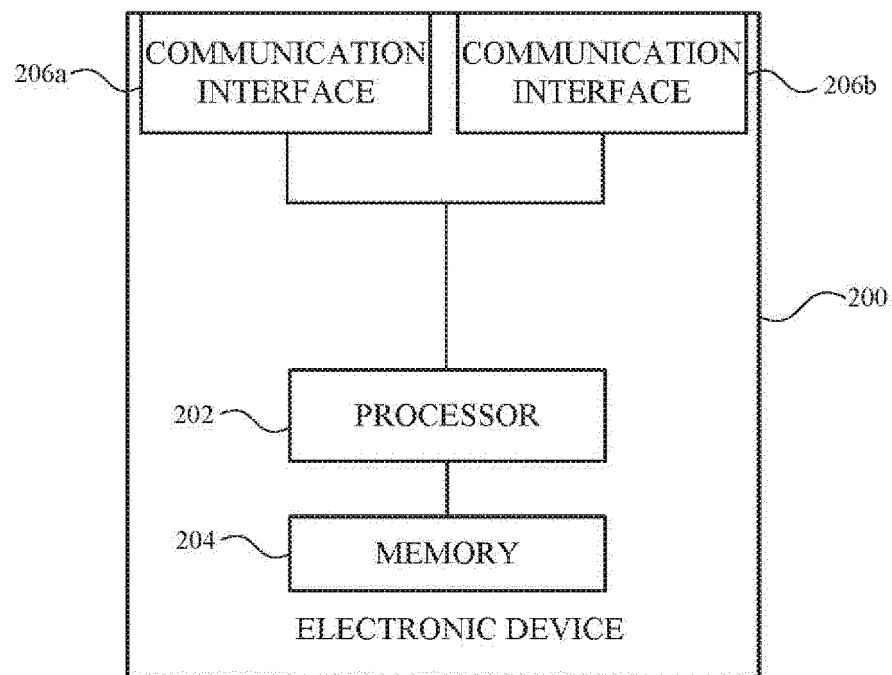 COMMUNICATION
INTERFACE
COMMUNICATION
INTERFACE
206a
206b
200
PROCESSOR
202
MEMORY
204
ELECTRONIC DEVICE